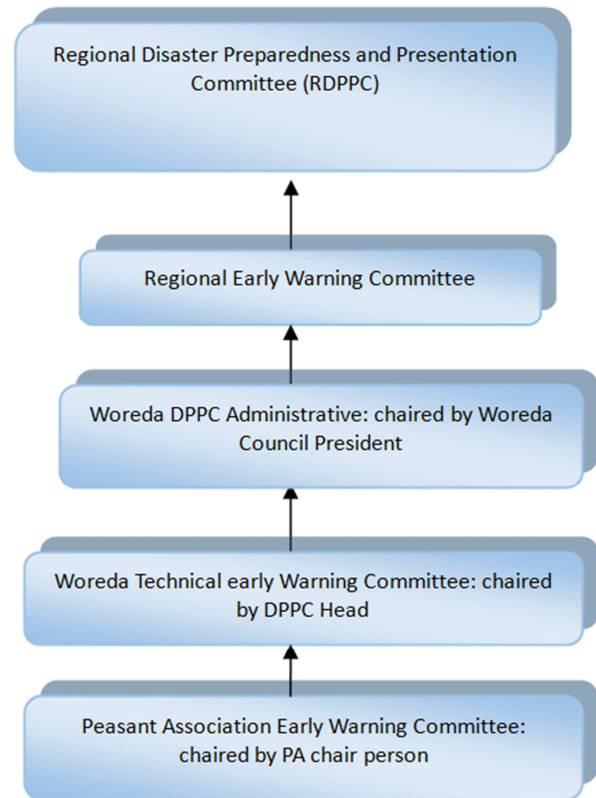 Regional Disaster Preparedness and Presentation
Committee (RDPPC)
Regional Early Warning Committee
Woreda DPPC Administrative: chaired by Woreda
Council President
Woreda Technical early Warning Committee: chaired
by DPPC Head
Peasant Association Early Warning Committee:
chaired by PA chair person